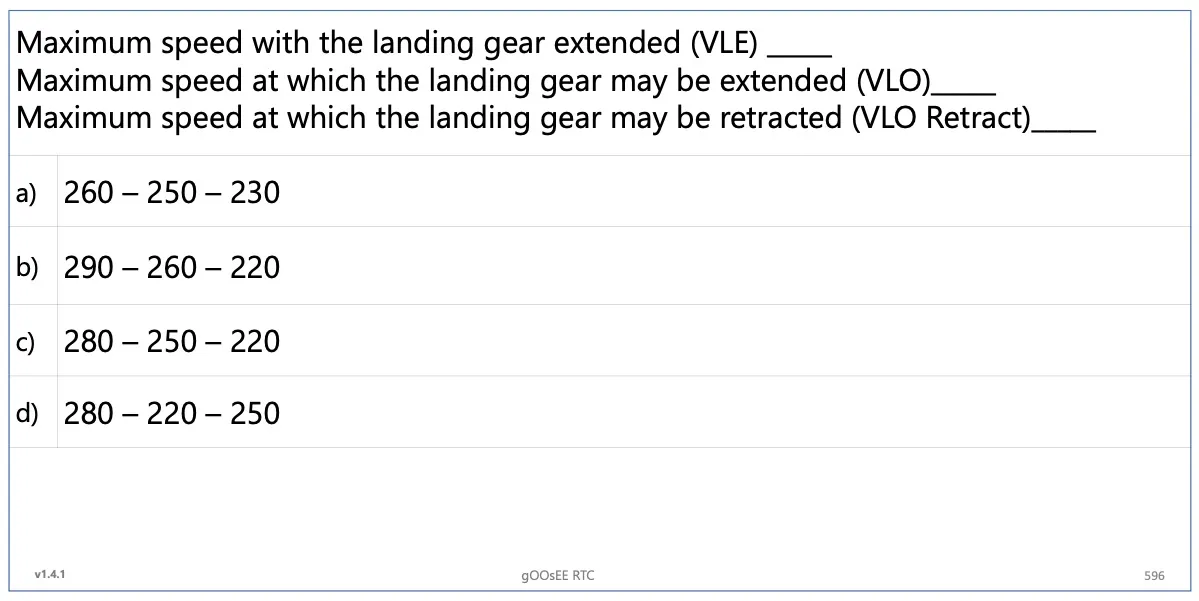 Maximum speed with the landing gear extended (VLE) _____
Maximum speed at which the landing gear may be extended (VLO)_____
Maximum speed at which the landing gear may be retracted (VLO Retract)_____
a) 260 – 250 – 230
b) 290 – 260 – 220
c) 280 – 250 – 220
d) 280 – 220 – 250
v1.4.1 gOOsEE RTC 596